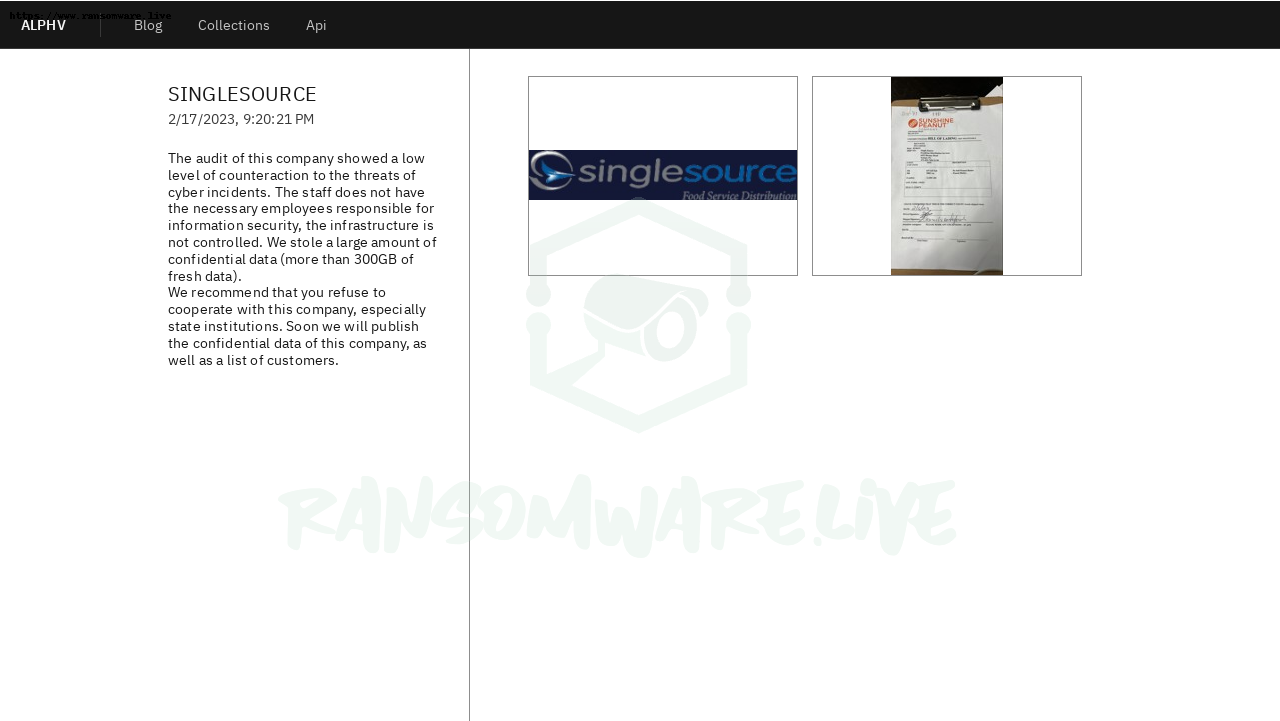 https://www.ransomware.live
ALPHV
Blog
Collections
Api
SINGLESOURCE
2/17/2023, 9:20:21 PM
The audit of this company showed a low
level of counteraction to the threats of
cyber incidents. The staff does not have
the necessary employees responsible for
information security, the infrastructure is
not controlled. We stole a large amount of
confidential data (more than 300GB of
fresh data).
We recommend that you refuse to
cooperate with this company, especially
state institutions. Soon we will publish
the confidential data of this company, as
well as a list of customers.
singlesource
Food Service Distribution
SUNSHINE
PEANUT
BILL OF LADING
RANSOMWARE.LIVE